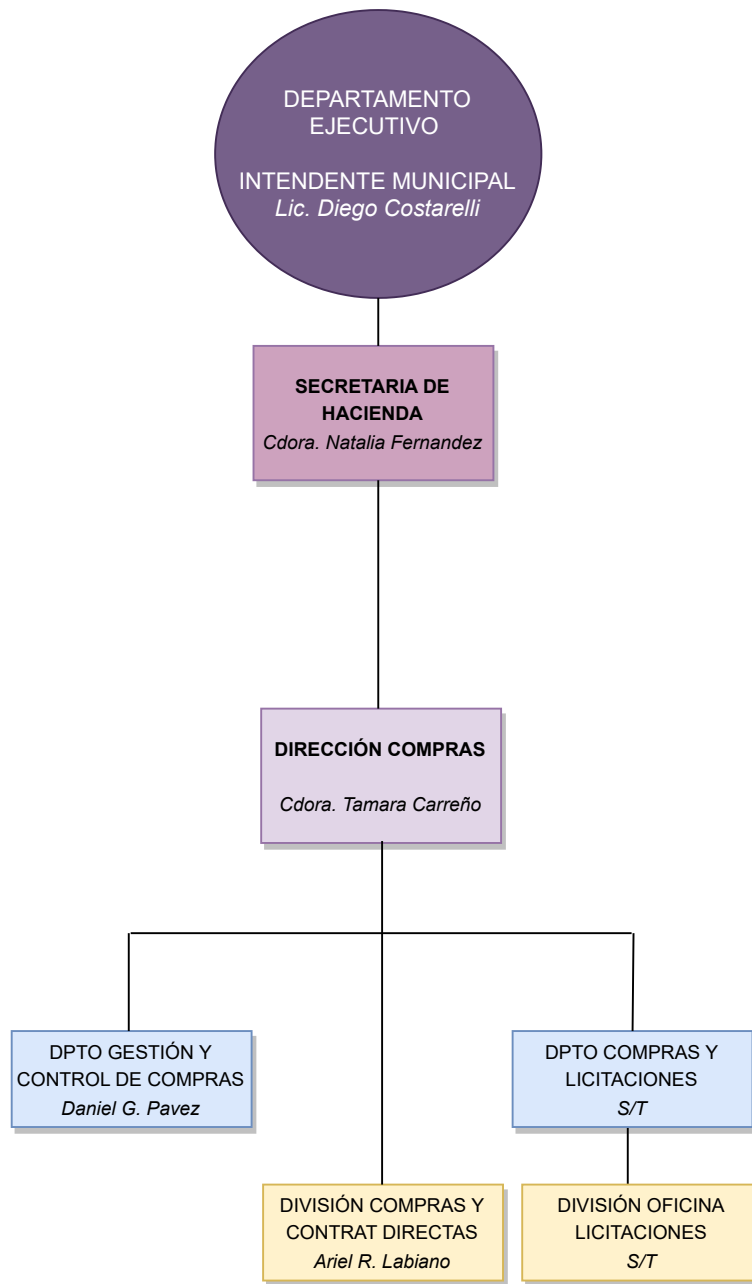 DEPARTAMENTO
EJECUTIVO
INTENDENTE MUNICIPAL
Lic. Diego Costarelli
SECRETARIA DE
HACIENDA
Cdora. Natalia Fernandez
DIRECCIÓN COMPRAS
Cdora. Tamara Carreño
DPTO GESTIÓN Y
CONTROL DE COMPRAS
Daniel G. Pavez
DPTO COMPRAS Y
LICITACIONES
S/T
DIVISIÓN COMPRAS Y
CONTRAT DIRECTAS
Ariel R. Labiano
DIVISIÓN OFICINA
LICITACIONES
S/T